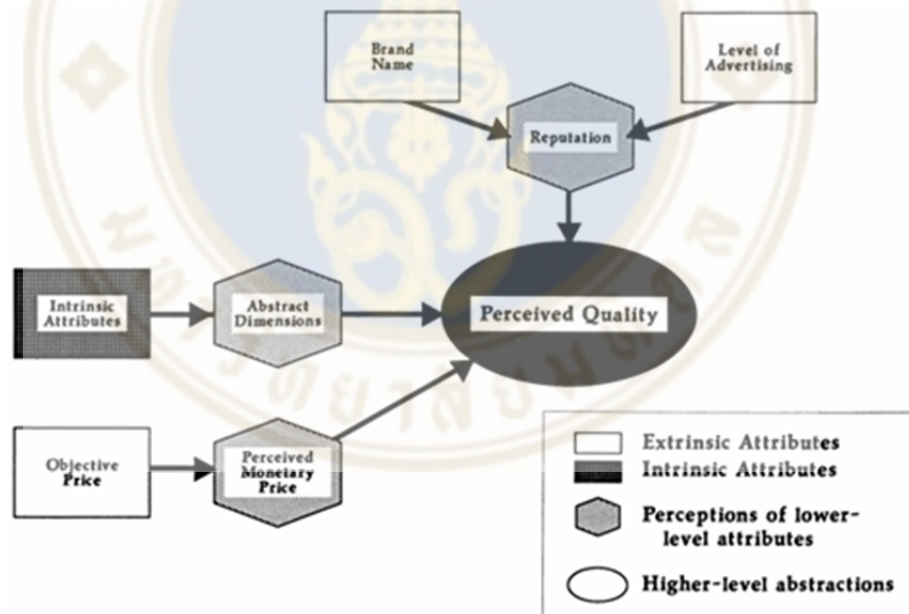 Brand
Name
Level of
Advertising
Reputation
Intrinsic
Attributes
Abstract
Dimensions
Perceived Quality
Objective
Price
Perceived
Monetary
Price
Extrinsic Attributes
Intrinsic Attributes
Perceptions of lower-
level attributes
Higher-level abstractions